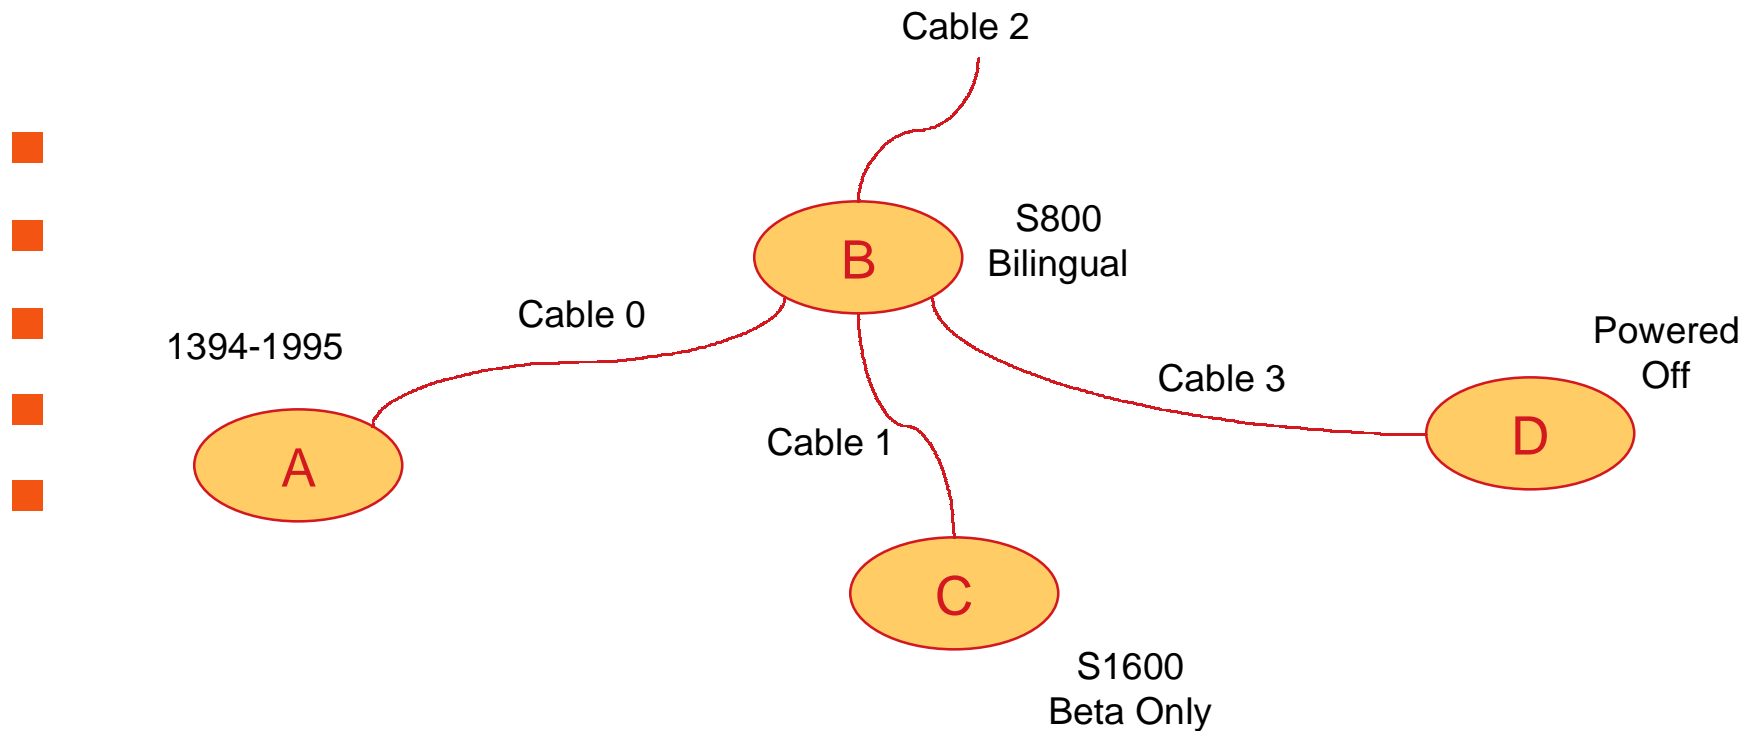 Cable 2
S800
Bilingual
B
Cable 0
1394-1995
Powered
Off
Cable 3
Cable 1
A
D
C
S1600
Beta Only